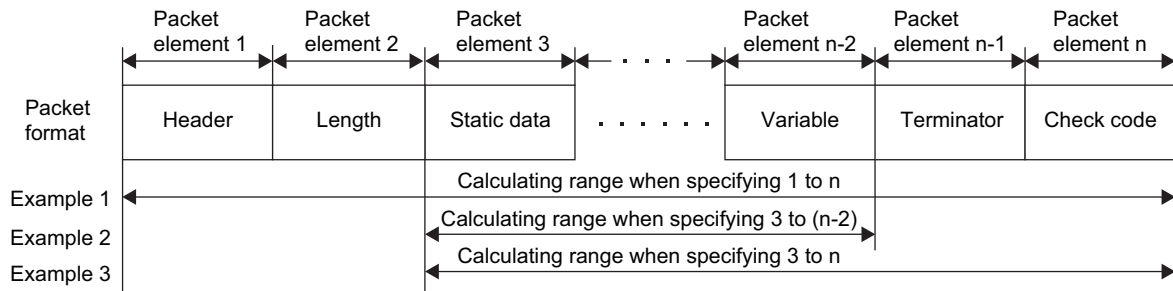 Packet element 1
Packet element 2
Packet element 3
Packet element n-2
Packet element n-1
Packet element n
· · ·
Packet format
Header
Length
Static data
· · · · · ·
Variable
Terminator
Check code
Example 1
Calculating range when specifying 1 to n
Example 2
Calculating range when specifying 3 to (n-2)
Example 3
Calculating range when specifying 3 to n